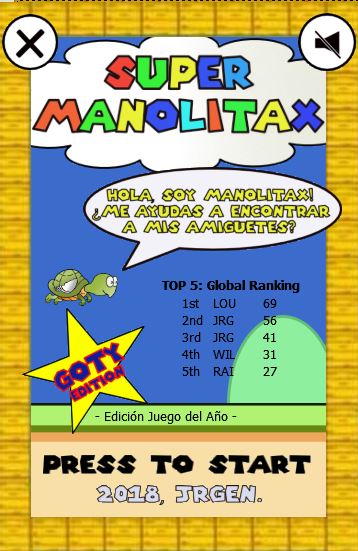 SUPER
MANOLITAX
HOLA, SOY MANOLITAX!
¿ME AYUDAS A ENCONTRAR
A MIS AMIGUETES?
TOP 5: Global Ranking
1st LOU 69
2nd JRG 56
3rd JRG 41
4th WIL 31
5th RAI 27
GOTY
EDITION
- Edición Juego del Año -
PRESS TO START
2018, JRGEN.